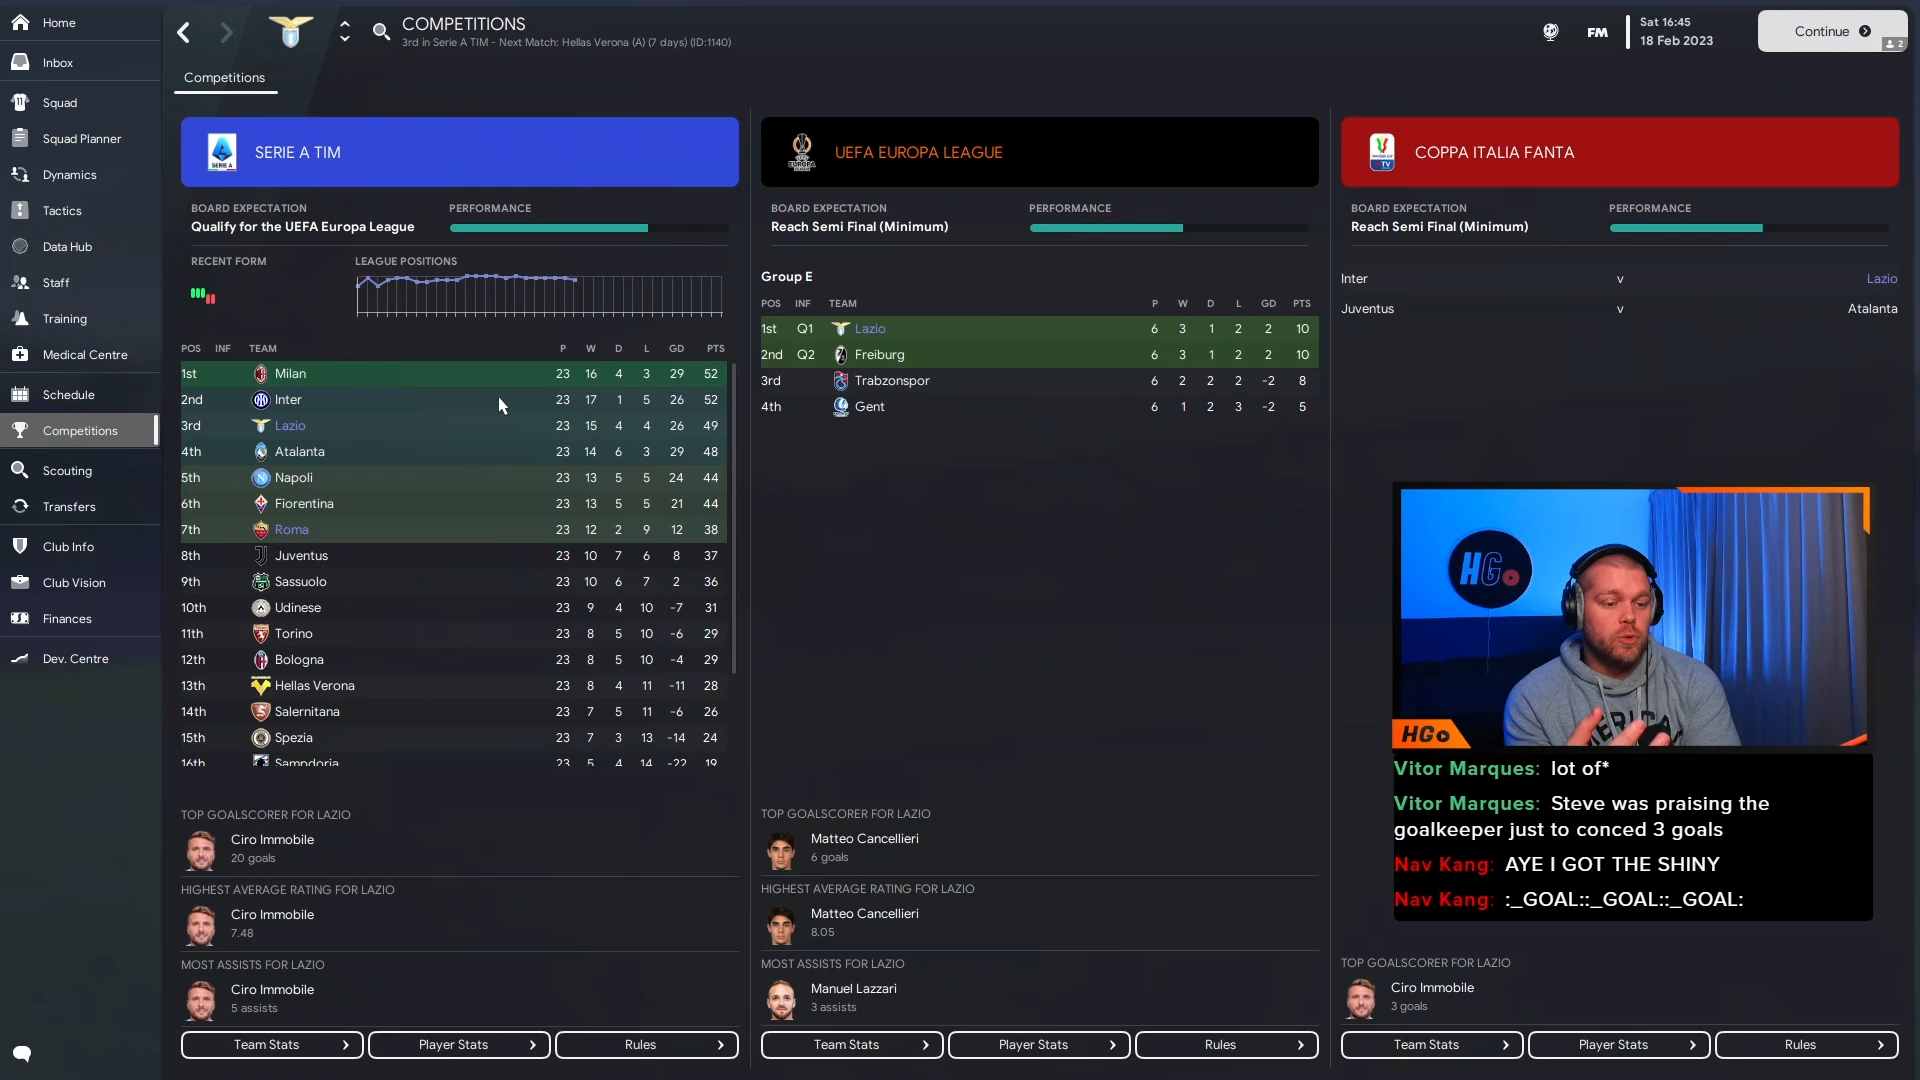 Home
Inbox
Squad
Squad Planner
Dynamics
Tactics
Data Hub
Staff
Training
Medical Centre
Schedule
Competitions
Scouting
Transfers
Club Info
Club Vision
Finances
Dev. Centre
COMPETITIONS
3rd in Serie A TIM - Next Match: Hellas Verona (A) (7 days) (ID:1140)
FM
Sat 16:45
18 Feb 2023
Continue
2
Competitions
SERIE A
SERIE A TIM
BOARD EXPECTATION PERFORMANCE
Qualify for the UEFA Europa League
RECENT FORM LEAGUE POSITIONS
POS INF TEAM P W D L GD PTS
1st Milan 23 16 4 3 29 52
2nd Inter 23 17 1 5 26 52
3rd Lazio 23 15 4 4 26 49
4th Atalanta 23 14 6 3 29 48
5th Napoli 23 13 5 5 24 44
6th Fiorentina 23 13 5 5 21 44
7th Roma 23 12 2 9 12 38
8th Juventus 23 10 7 6 8 37
9th Sassuolo 23 10 6 7 2 36
10th Udinese 23 9 4 10 -7 31
11th Torino 23 8 5 10 -6 29
12th Bologna 23 8 5 10 -4 29
13th Hellas Verona 23 8 4 11 -11 28
14th Salernitana 23 7 5 11 -6 26
15th Spezia 23 7 3 13 -14 24
16th Sampdoria 23 5 4 14 -22 19
TOP GOALSCORER FOR LAZIO
Ciro Immobile
20 goals
HIGHEST AVERAGE RATING FOR LAZIO
Ciro Immobile
7.48
MOST ASSISTS FOR LAZIO
Ciro Immobile
5 assists
Team Stats Player Stats Rules
UEFA EUROPA LEAGUE
BOARD EXPECTATION PERFORMANCE
Reach Semi Final (Minimum)
Group E
POS INF TEAM P W D L GD PTS
1st Q1 Lazio 6 3 1 2 2 10
2nd Q2 Freiburg 6 3 1 2 2 10
3rd Trabzonspor 6 2 2 2 -2 8
4th Gent 6 1 2 3 -2 5
TOP GOALSCORER FOR LAZIO
Matteo Cancellieri
6 goals
HIGHEST AVERAGE RATING FOR LAZIO
Matteo Cancellieri
8.05
MOST ASSISTS FOR LAZIO
Manuel Lazzari
3 assists
Team Stats Player Stats Rules
COPPA ITALIA FANTA
BOARD EXPECTATION PERFORMANCE
Reach Semi Final (Minimum)
Inter v Lazio
Juventus v Atalanta
HG
HG
Vitor Marques: lot of*
Vitor Marques: Steve was praising the
goalkeeper just to conced 3 goals
Nav Kang: AYE I GOT THE SHINY
Nav Kang: :_GOAL::_GOAL::_GOAL:
TOP GOALSCORER FOR LAZIO
Ciro Immobile
3 goals
Team Stats Player Stats Rules